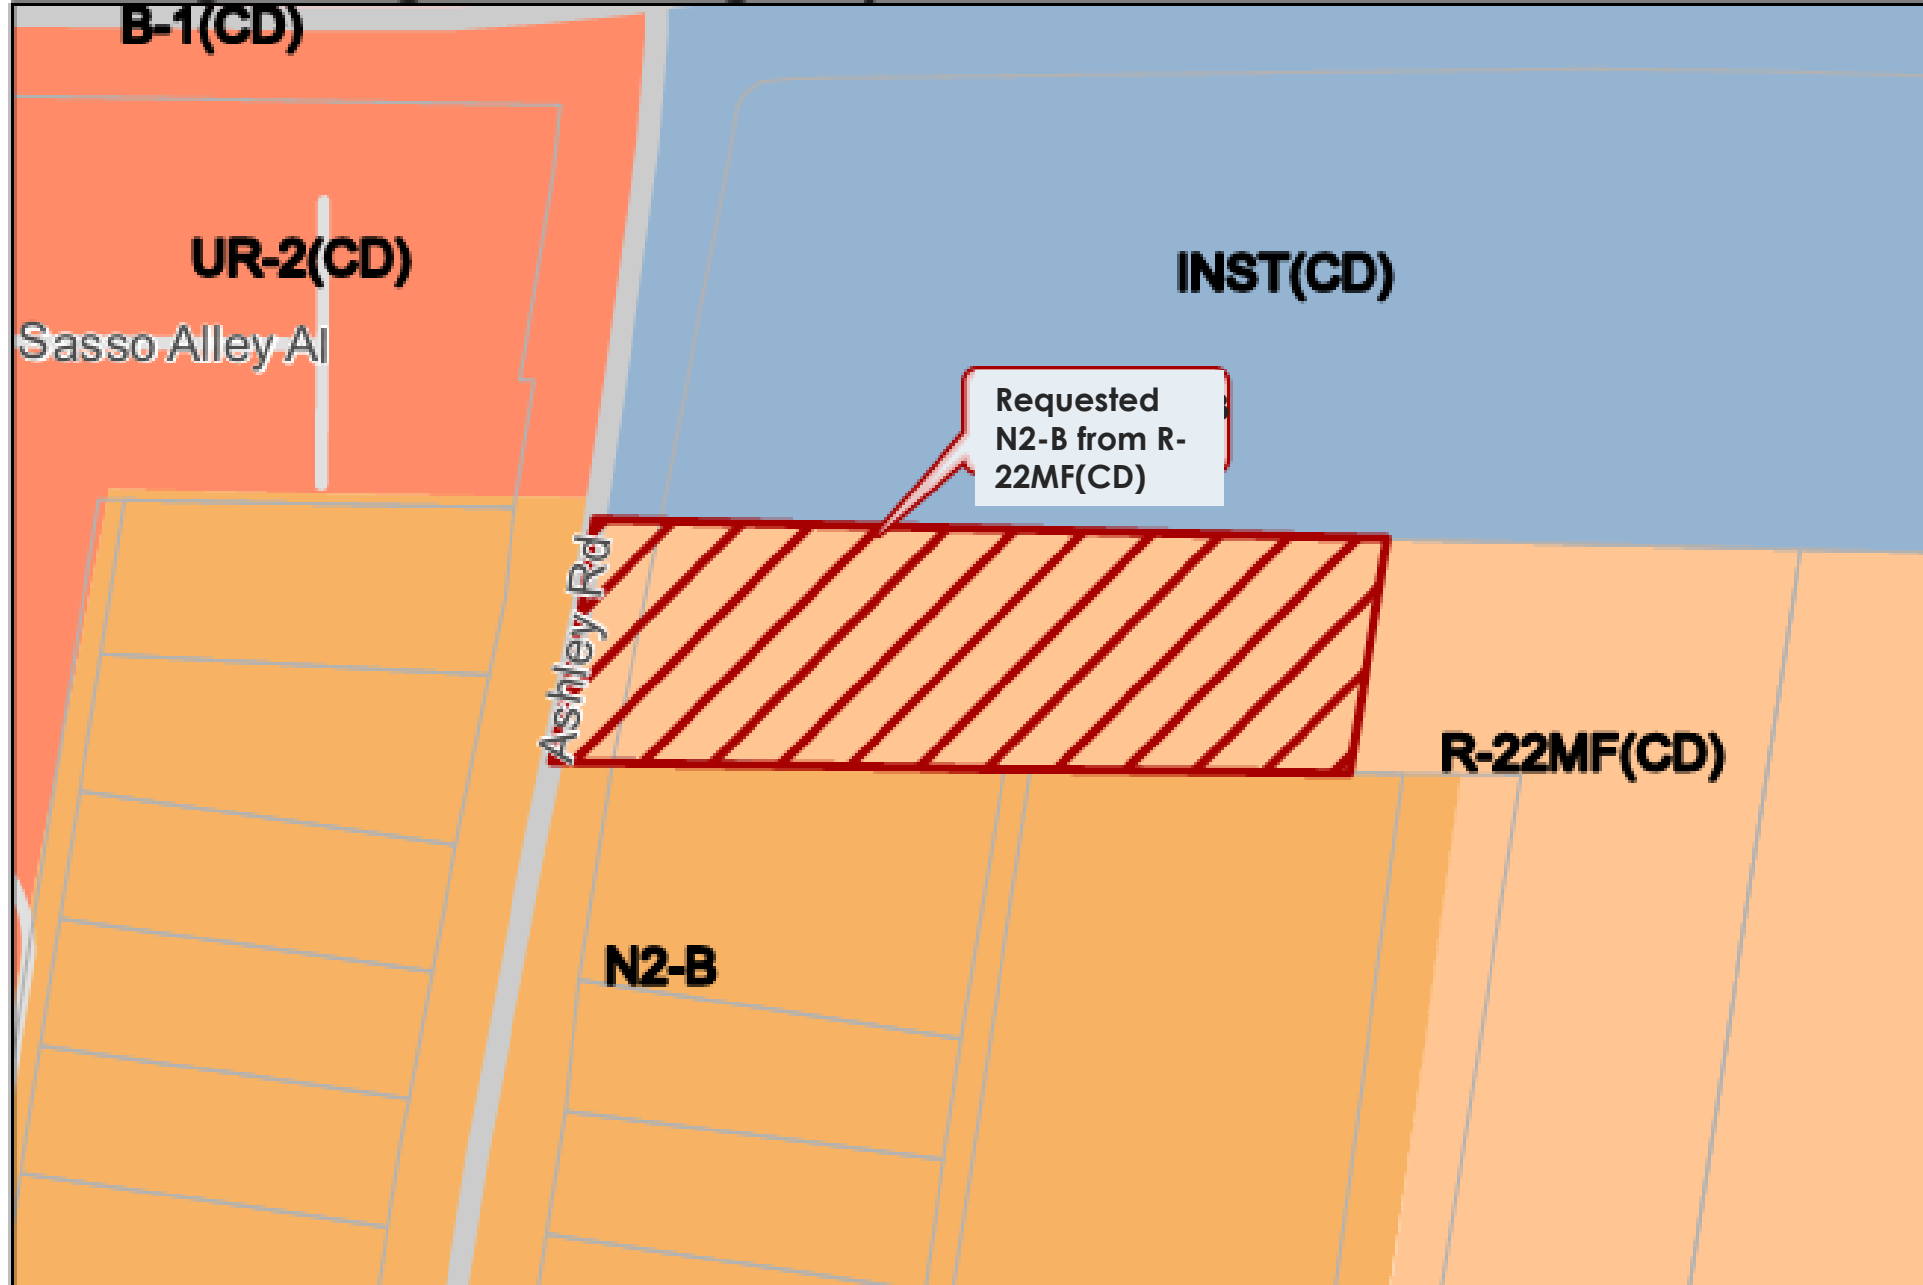 B-1(CD)
UR-2(CD)
INST(CD)
Sasso Alley Al
Requested
N2-B from R-
22MF(CD)
Ashley Rd
R-22MF(CD)
N2-B